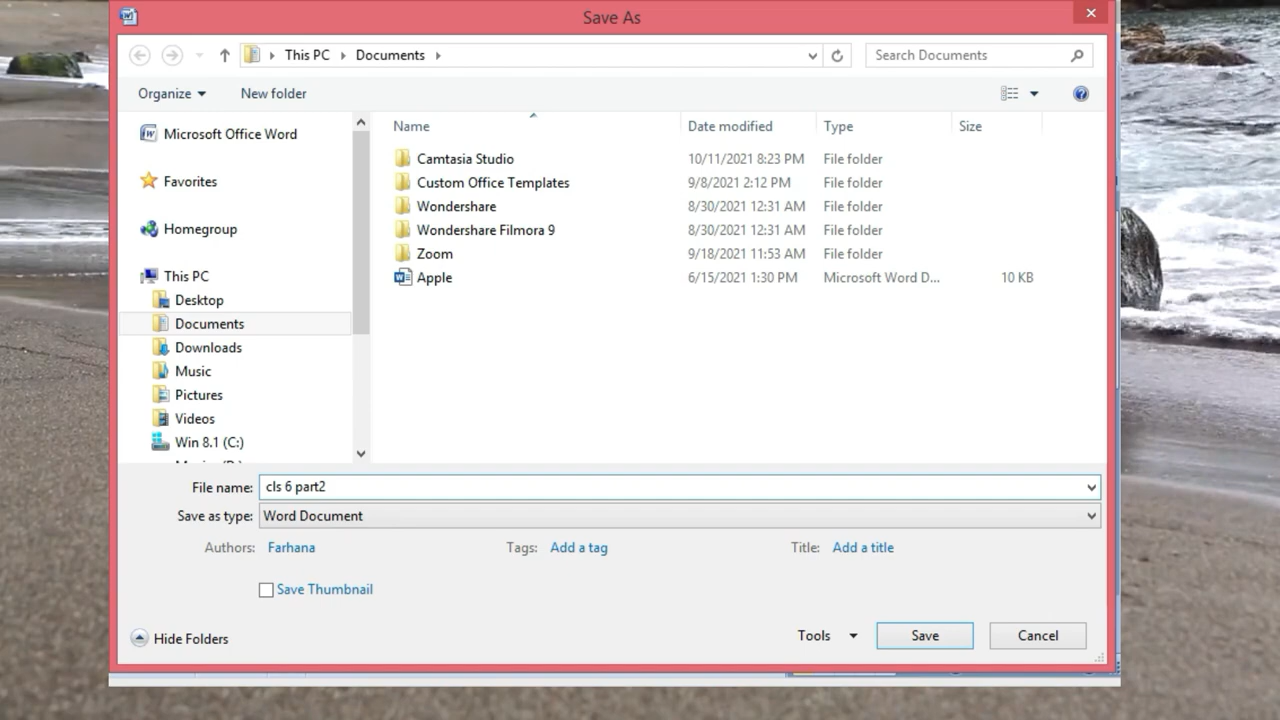 Save As
This PC Documents
Search Documents
Organize New folder
Name Date modified Type Size
Microsoft Office Word
Favorites
Homegroup
This PC
Desktop
Documents
Downloads
Music
Pictures
Videos
Win 8.1 (C:)
Camtasia Studio 10/11/2021 8:23 PM File folder
Custom Office Templates 9/8/2021 2:12 PM File folder
Wondershare 8/30/2021 12:31 AM File folder
Wondershare Filmora 9 8/30/2021 12:31 AM File folder
Zoom 9/18/2021 11:53 AM File folder
Apple 6/15/2021 1:30 PM Microsoft Word D... 10 KB
File name: cls 6 part2
Save as type: Word Document
Authors: Farhana Tags: Add a tag Title: Add a title
Save Thumbnail
Hide Folders Tools Save Cancel